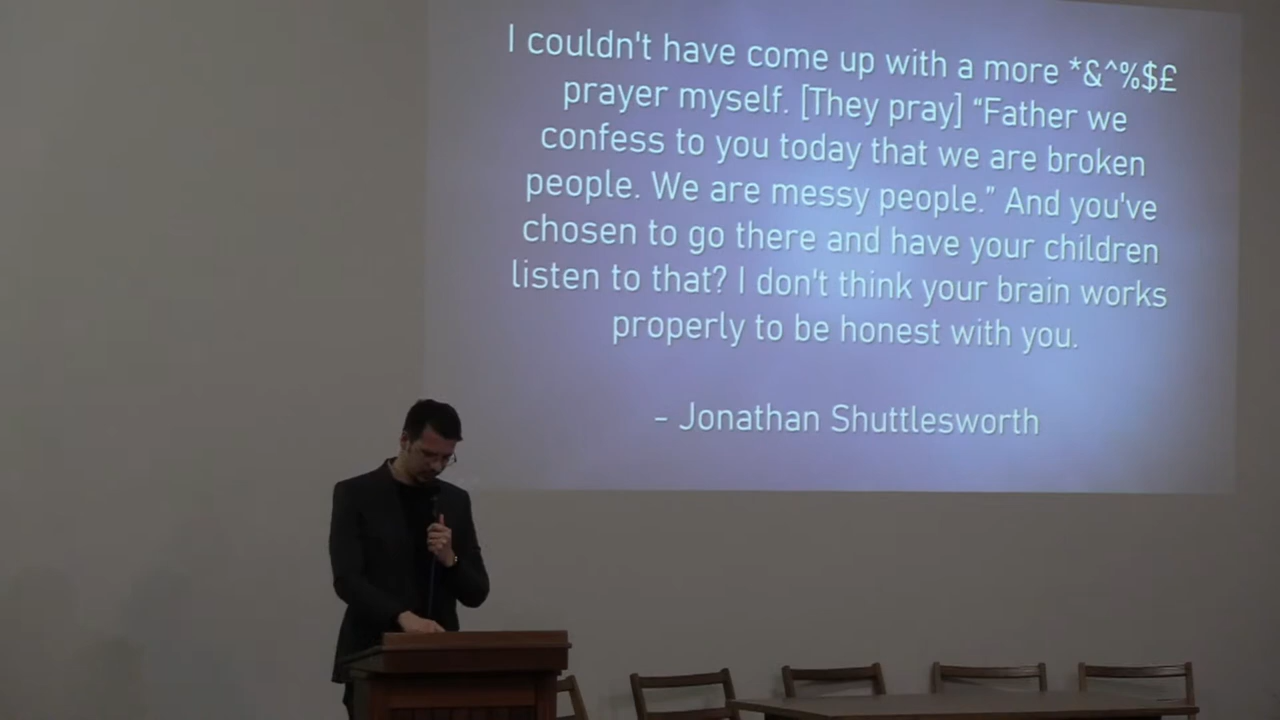 I couldn't have come up with a more *&^%$£
prayer myself. [They pray] “Father we
confess to you today that we are broken
people. We are messy people.” And you've
chosen to go there and have your children
listen to that? I don't think your brain works
properly to be honest with you.
- Jonathan Shuttlesworth